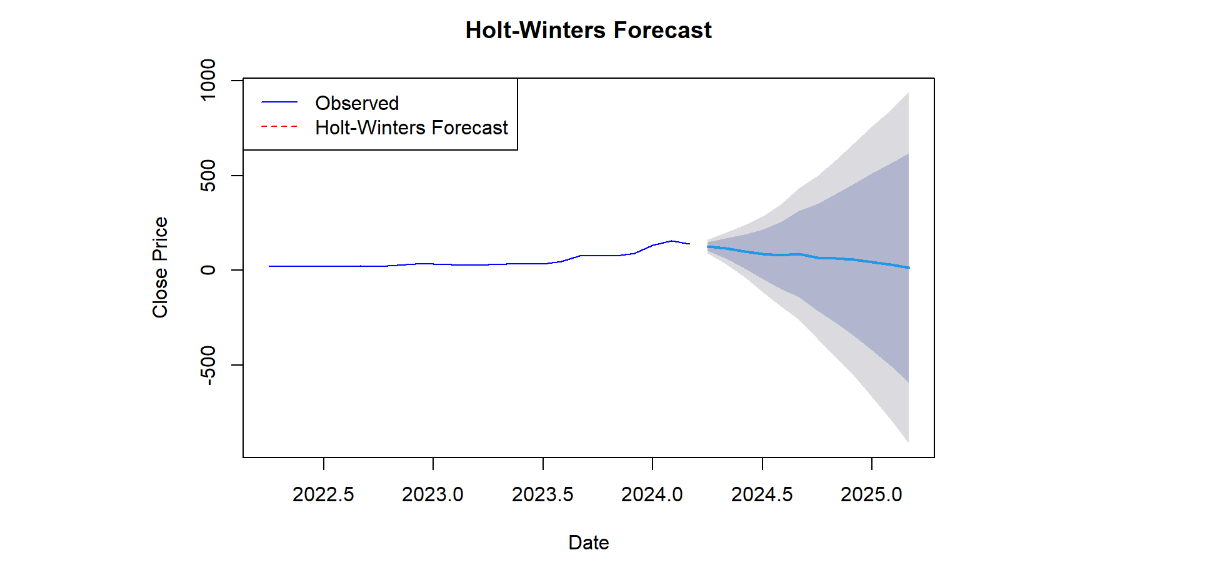 Holt-Winters Forecast
Observed
Holt-Winters Forecast
Close Price
1000
500
0
-500
2022.5 2023.0 2023.5 2024.0 2024.5 2025.0
Date